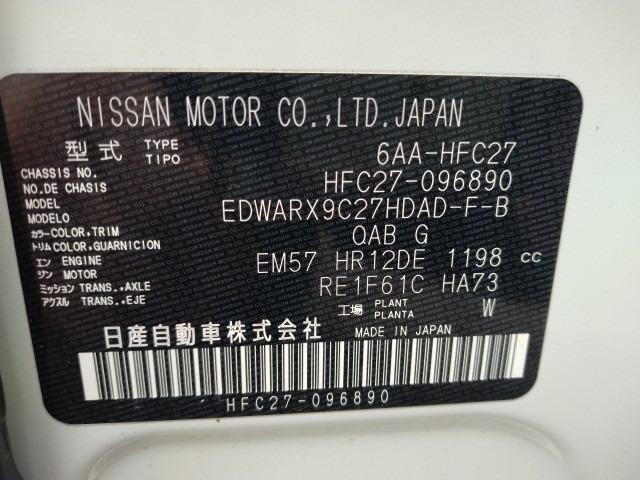 NISSAN MOTOR CO.,LTD.JAPAN
型式 TYPE TIPO 6AA-HFC27
CHASSIS NO. NO.DE CHASIS HFC27-096890
MODEL MODELO EDWARX9C27HDAD-F-B
カラー COLOR,TRIM トリム COLOR,GUARNICION QAB G
エン ENGINE ジン MOTOR EM57 HR12DE 1198 cc
ミッション TRANS.,AXLE アクスル TRANS.,EJE RE1F61C HA73
工場 PLANT PLANTA W
日産自動車株式会社 MADE IN JAPAN
HFC27-096890